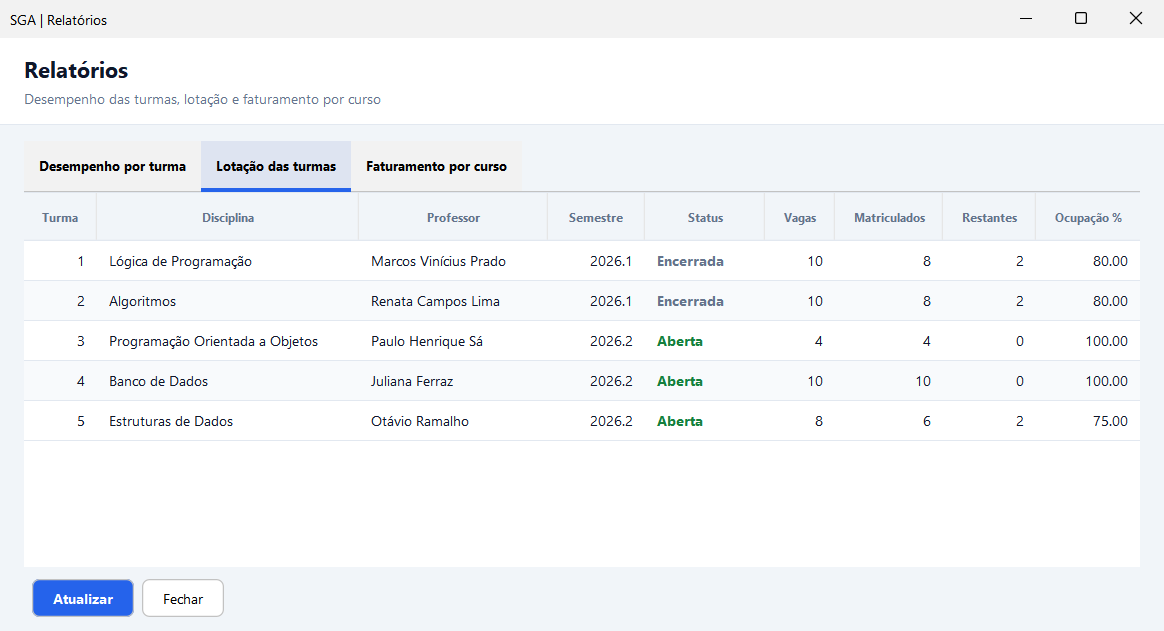 SGA | Relatórios
Relatórios
Desempenho das turmas, lotação e faturamento por curso
Desempenho por turma Lotação das turmas Faturamento por curso
Turma Disciplina Professor Semestre Status Vagas Matriculados Restantes Ocupação %
1 Lógica de Programação Marcos Vinícius Prado 2026.1 Encerrada 10 8 2 80.00
2 Algoritmos Renata Campos Lima 2026.1 Encerrada 10 8 2 80.00
3 Programação Orientada a Objetos Paulo Henrique Sá 2026.2 Aberta 4 4 0 100.00
4 Banco de Dados Juliana Ferraz 2026.2 Aberta 10 10 0 100.00
5 Estruturas de Dados Otávio Ramalho 2026.2 Aberta 8 6 2 75.00
Atualizar Fechar